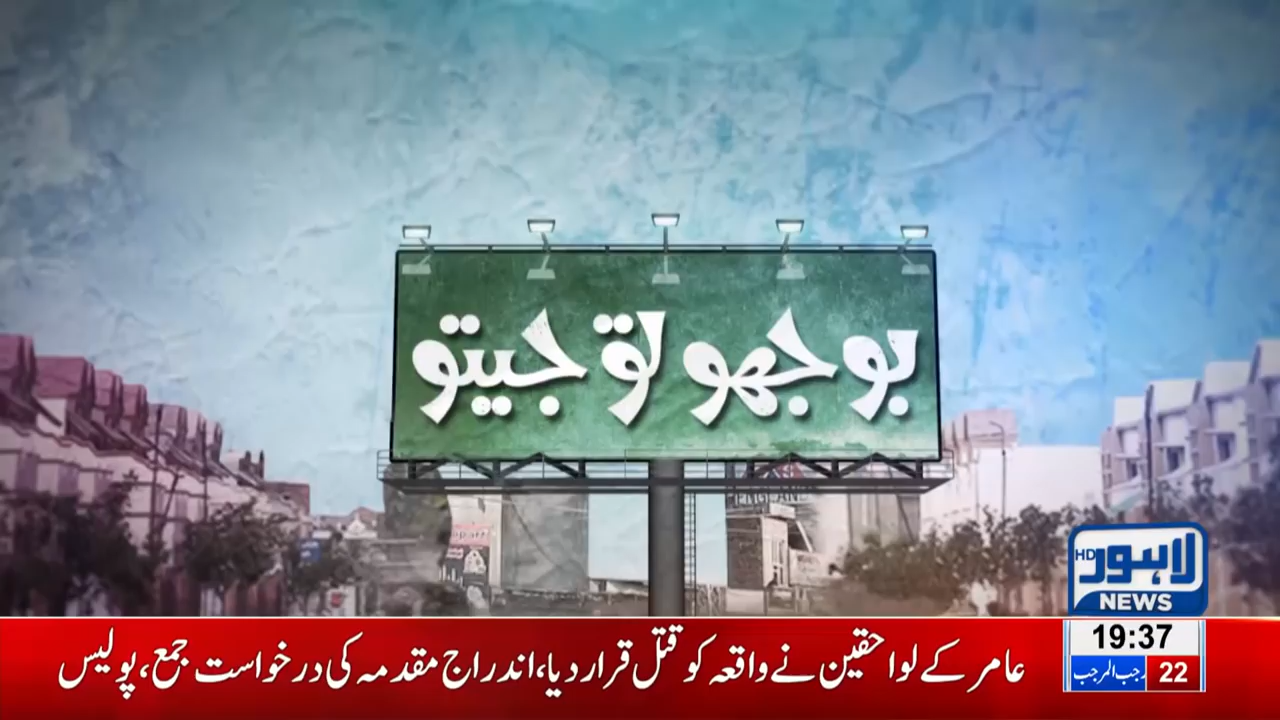 بوجھو تو جیتو
ENGLAND
HD
لاہور
NEWS
19:37
22 رجب المرجب
عامر کے لواحقین نے واقعہ کو قتل قرار دیا، اندراج مقدمہ کی درخواست جمع، پولیس